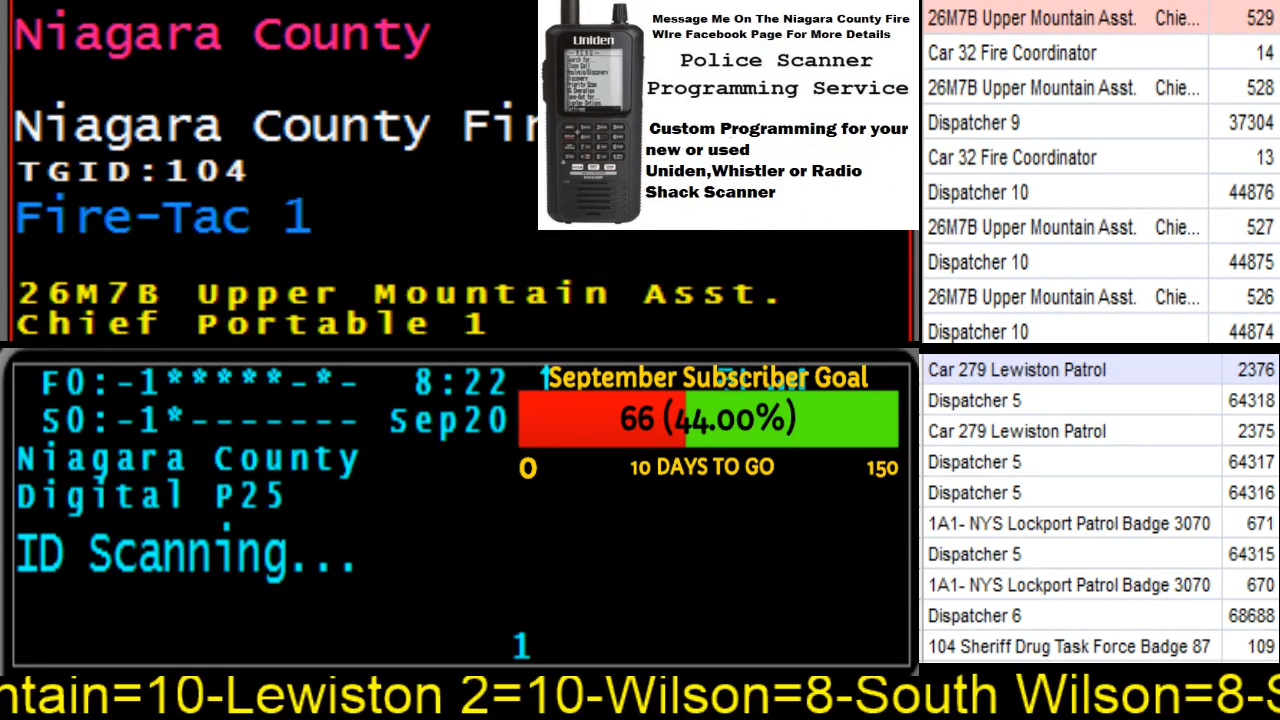 Niagara County
Niagara County Fir
TGID:104
Fire-Tac 1
26M7B Upper Mountain Asst.
Chief Portable 1
Uniden
Message Me On The Niagara County Fire
WIre Facebook Page For More Details
Police Scanner
Programming Service
Custom Programming for your
new or used
Uniden,Whistler or Radio
Shack Scanner
26M7B Upper Mountain Asst. Chie... 529
Car 32 Fire Coordinator 14
26M7B Upper Mountain Asst. Chie... 528
Dispatcher 9 37304
Car 32 Fire Coordinator 13
Dispatcher 10 44876
26M7B Upper Mountain Asst. Chie... 527
Dispatcher 10 44875
26M7B Upper Mountain Asst. Chie... 526
Dispatcher 10 44874
F0:-1*****-*- 8:22
S0:-1*------- Sep20
Niagara County
Digital P25
ID Scanning...
1
September Subscriber Goal
66 (44.00%)
0 10 DAYS TO GO 150
Car 279 Lewiston Patrol 2376
Dispatcher 5 64318
Car 279 Lewiston Patrol 2375
Dispatcher 5 64317
Dispatcher 5 64316
1A1- NYS Lockport Patrol Badge 3070 671
Dispatcher 5 64315
1A1- NYS Lockport Patrol Badge 3070 670
Dispatcher 6 68688
104 Sheriff Drug Task Force Badge 87 109
ntain=10-Lewiston 2=10-Wilson=8-South Wilson=8-S